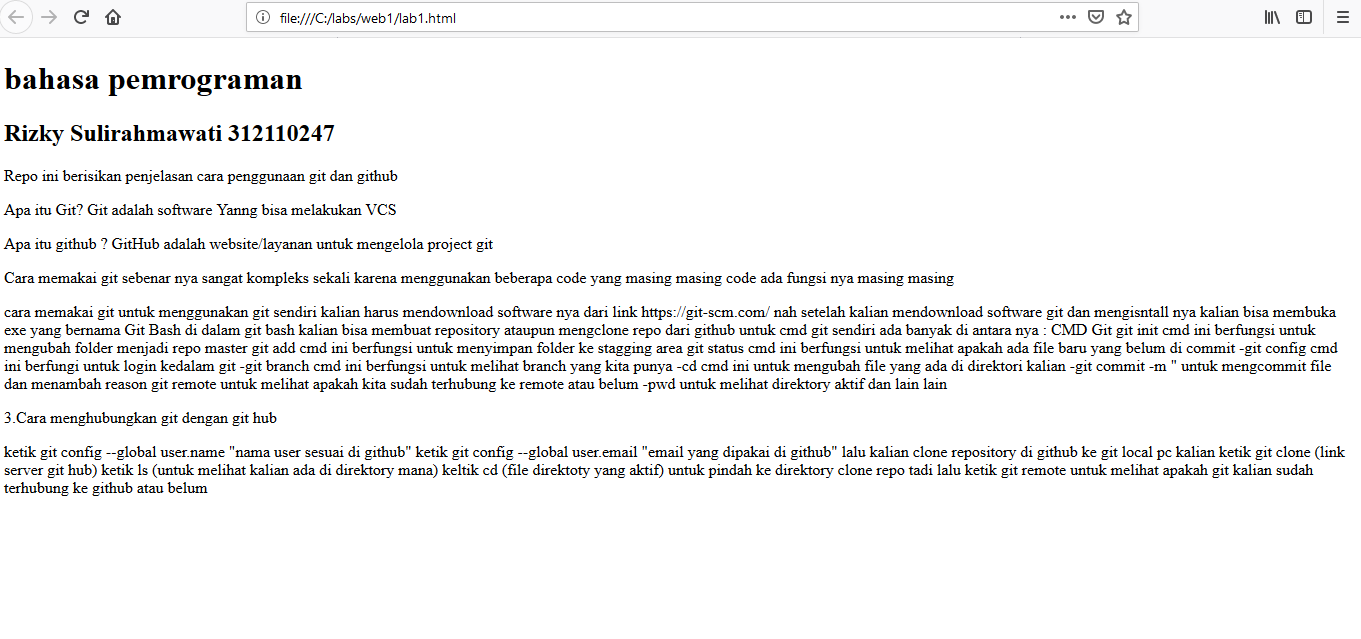 file:///C:/labs/web1/lab1.html
bahasa pemrograman
Rizky Sulirahmawati 312110247
Repo ini berisikan penjelasan cara penggunaan git dan github
Apa itu Git? Git adalah software Yanng bisa melakukan VCS
Apa itu github ? GitHub adalah website/layanan untuk mengelola project git
Cara memakai git sebenar nya sangat kompleks sekali karena menggunakan beberapa code yang masing masing code ada fungsi nya masing masing
cara memakai git untuk menggunakan git sendiri kalian harus mendownload software nya dari link https://git-scm.com/ nah setelah kalian mendownload software git dan mengisntall nya kalian bisa membuka
exe yang bernama Git Bash di dalam git bash kalian bisa membuat repository ataupun mengclone repo dari github untuk cmd git sendiri ada banyak di antara nya : CMD Git git init cmd ini berfungsi untuk
mengubah folder menjadi repo master git add cmd ini berfungsi untuk menyimpan folder ke stagging area git status cmd ini berfungsi untuk melihat apakah ada file baru yang belum di commit -git config cmd
ini berfungi untuk login kedalam git -git branch cmd ini berfungsi untuk melihat branch yang kita punya -cd cmd ini untuk mengubah file yang ada di direktori kalian -git commit -m " untuk mengcommit file
dan menambah reason git remote untuk melihat apakah kita sudah terhubung ke remote atau belum -pwd untuk melihat direktory aktif dan lain lain
3.Cara menghubungkan git dengan git hub
ketik git config --global user.name "nama user sesuai di github" ketik git config --global user.email "email yang dipakai di github" lalu kalian clone repository di github ke git local pc kalian ketik git clone (link
server git hub) ketik ls (untuk melihat kalian ada di direktory mana) keltik cd (file direktoty yang aktif) untuk pindah ke direktory clone repo tadi lalu ketik git remote untuk melihat apakah git kalian sudah
terhubung ke github atau belum